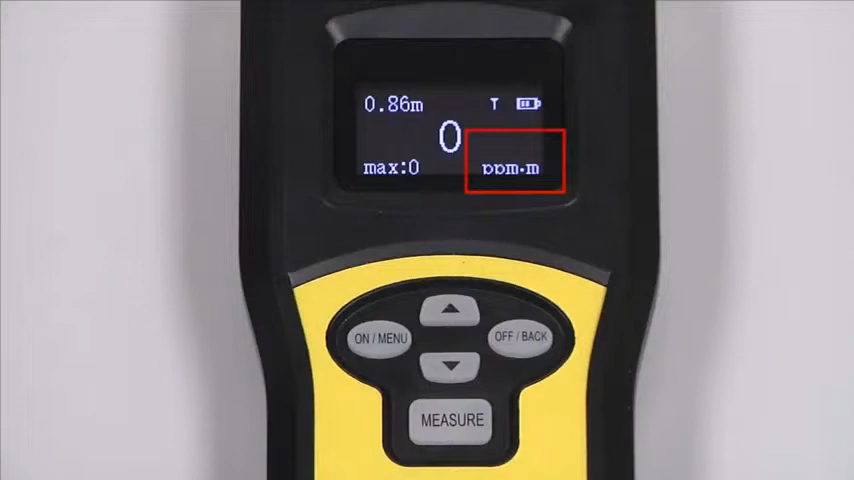 0.86m
0
max:0 ppm·m
ON / MENU
OFF / BACK
MEASURE